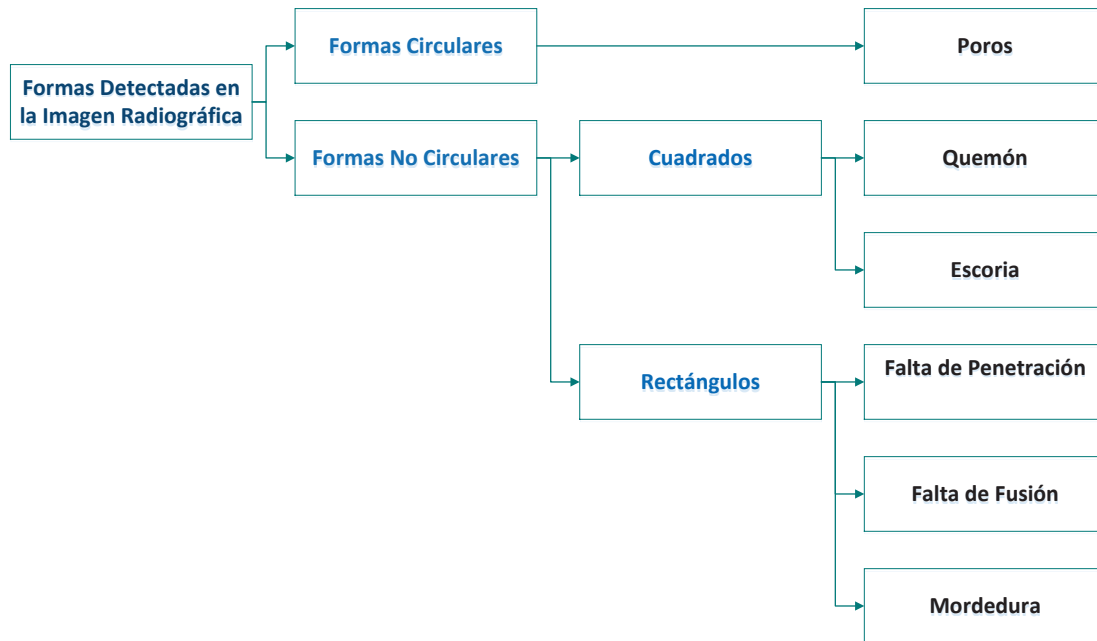 Formas Detectadas en
la Imagen Radiográfica
Formas Circulares
Poros
Formas No Circulares
Cuadrados
Quemón
Escoria
Rectángulos
Falta de Penetración
Falta de Fusión
Mordedura